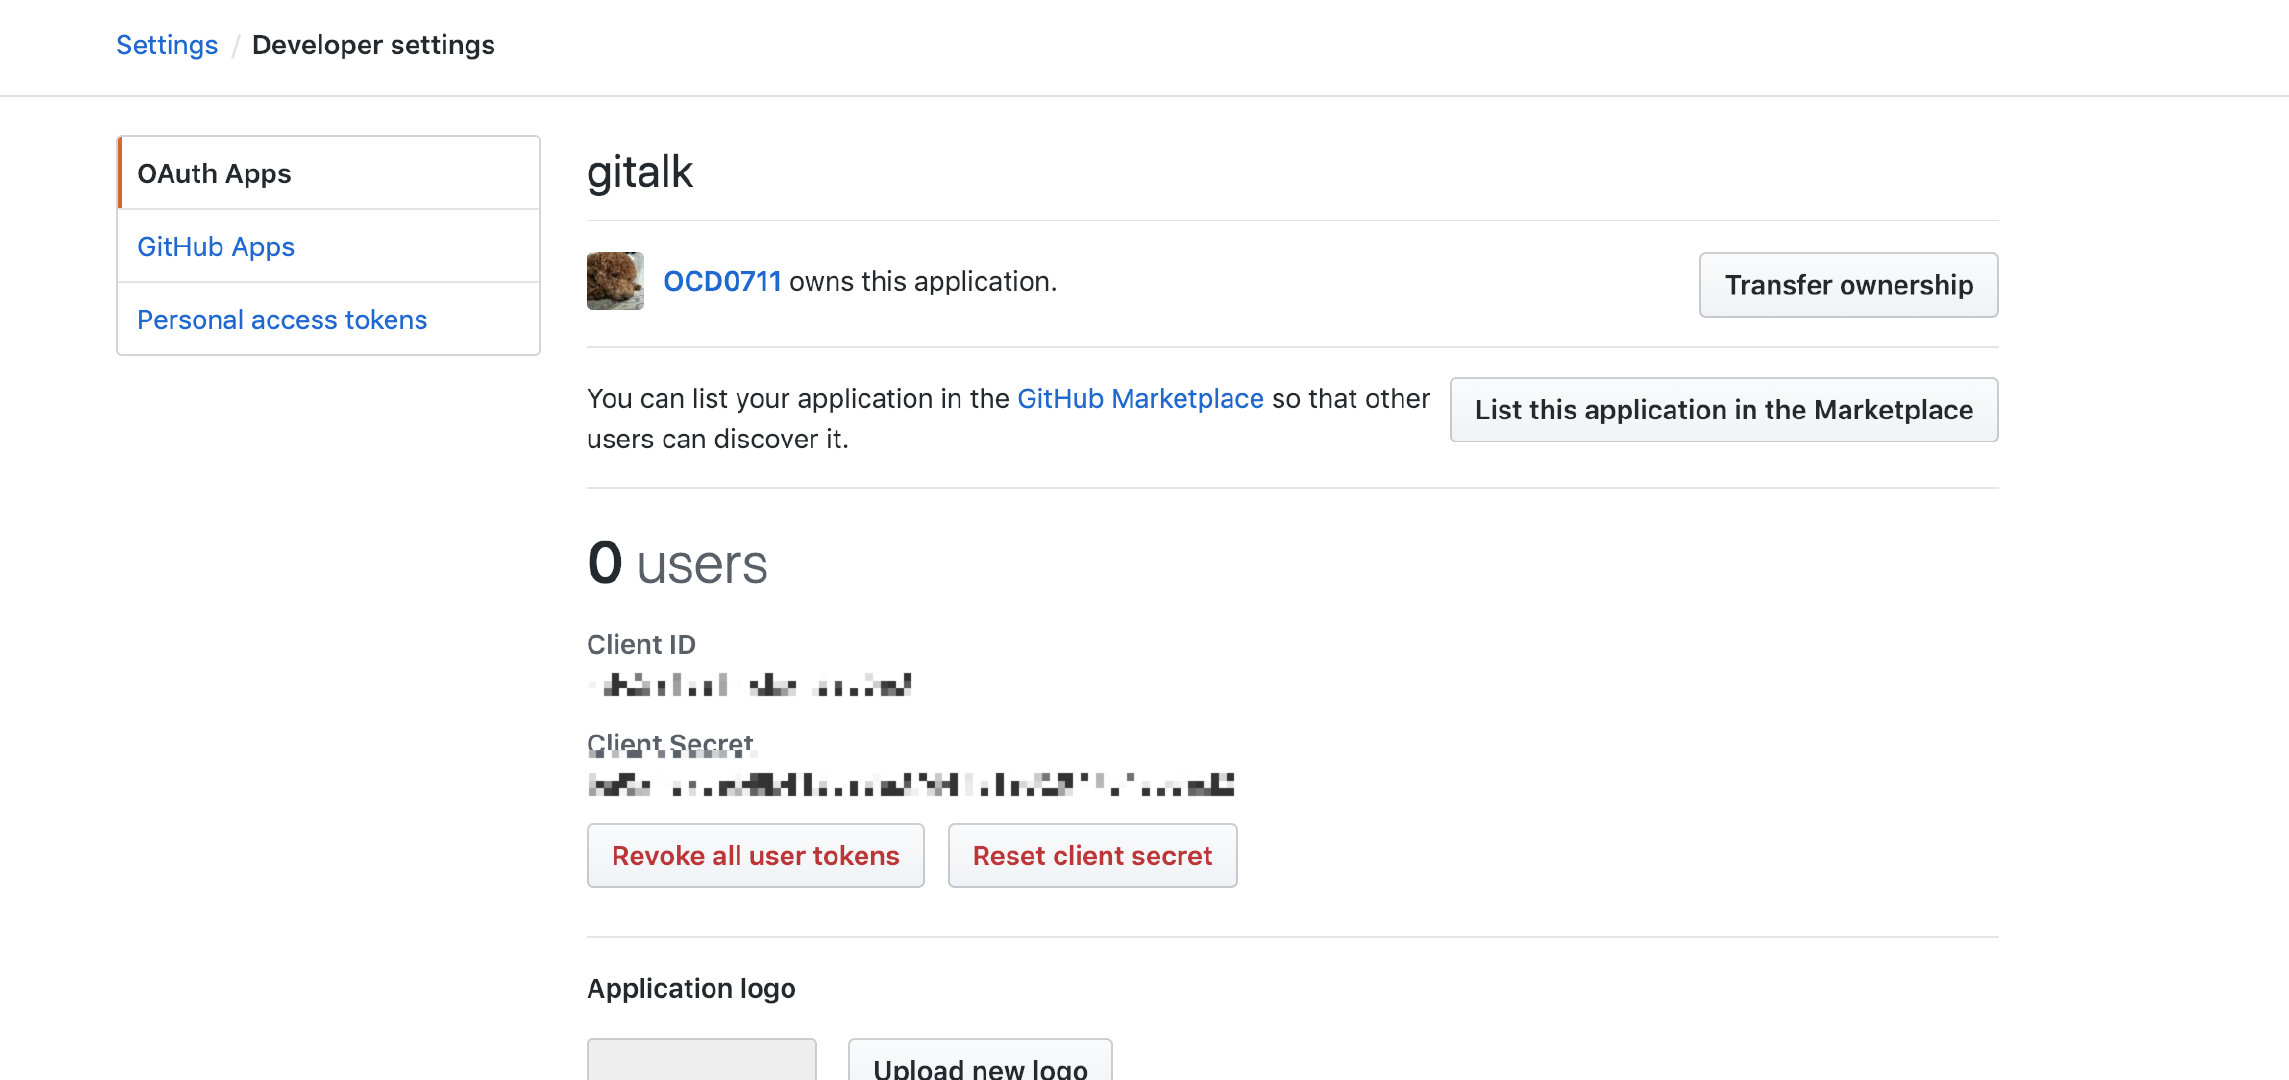 Settings / Developer settings
OAuth Apps
GitHub Apps
Personal access tokens
gitalk
OCD0711 owns this application.
Transfer ownership
You can list your application in the GitHub Marketplace so that other
users can discover it.
List this application in the Marketplace
0 users
Client ID
Client Secret
Revoke all user tokens
Reset client secret
Application logo
Upload new logo